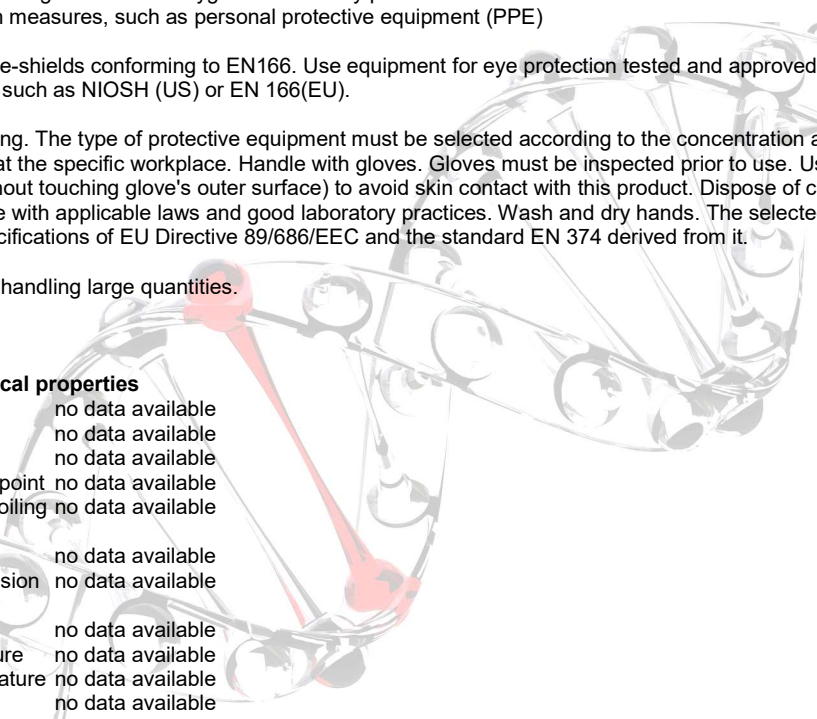 n measures, such as personal protective equipment (PPE)
e-shields conforming to EN166. Use equipment for eye protection tested and approved
such as NIOSH (US) or EN 166(EU).
ng. The type of protective equipment must be selected according to the concentration a
at the specific workplace. Handle with gloves. Gloves must be inspected prior to use. Us
hout touching glove's outer surface) to avoid skin contact with this product. Dispose of c
e with applicable laws and good laboratory practices. Wash and dry hands. The selecte
cifications of EU Directive 89/686/EEC and the standard EN 374 derived from it.
handling large quantities.
cal properties
no data available
no data available
no data available
point no data available
oiling no data available
no data available
sion no data available
no data available
ure no data available
ature no data available
no data available